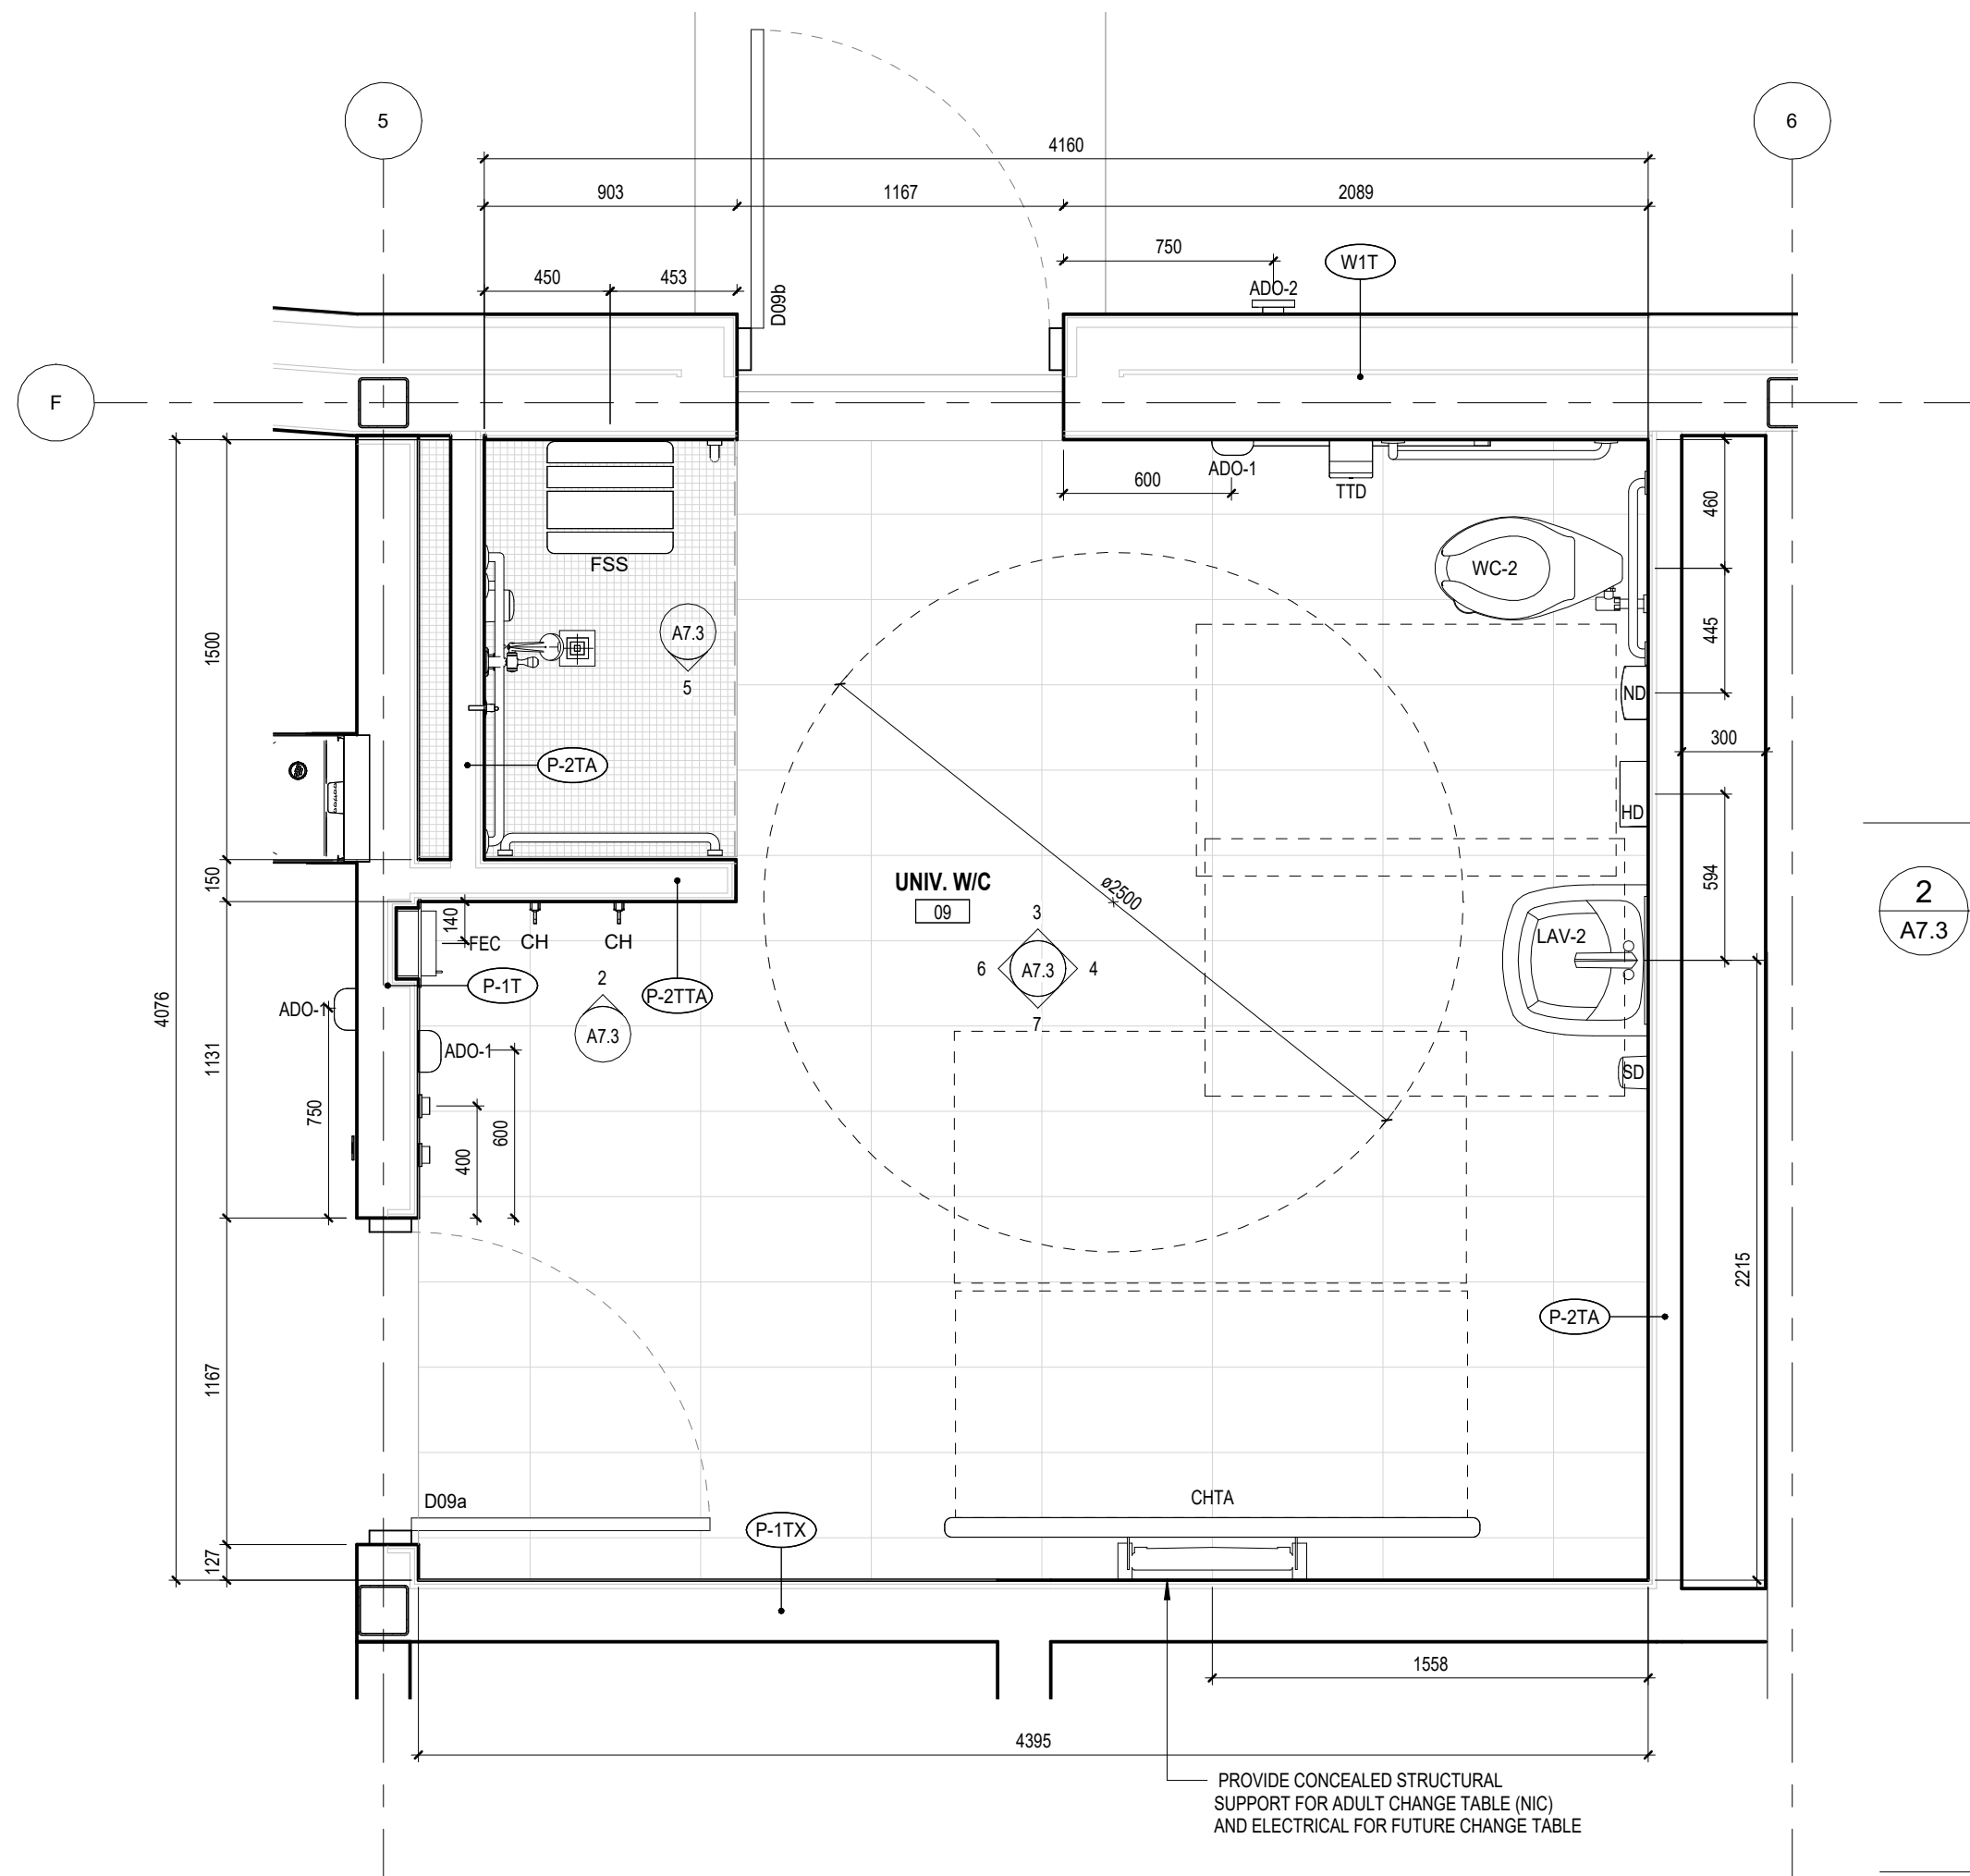 5
6
4160
903
1167
2089
750
450
453
W1T
ADO-2
D09b
F
ADO-1
600
TTD
460
FSS
WC-2
1500
A7.3
5
445
ND
300
P-2TA
HD
594
150
UNIV. W/C
09
ø2500
2
A7.3
140
FEC
CH
CH
3
LAV-2
P-1T
P-2TTA
6
A7.3
4
2
7
ADO-1
A7.3
4076
ADO-1
SD
1131
750
400
600
2215
P-2TA
1167
D09a
CHTA
P-1TX
127
1558
4395
PROVIDE CONCEALED STRUCTURAL
SUPPORT FOR ADULT CHANGE TABLE (NIC)
AND ELECTRICAL FOR FUTURE CHANGE TABLE